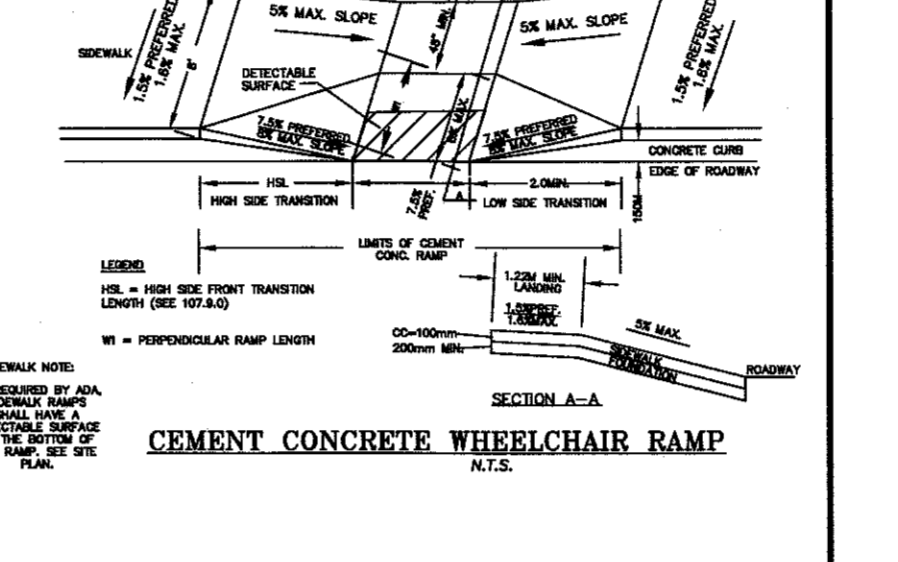 5% MAX. SLOPE
48" MIN.
5% MAX. SLOPE
SIDEWALK
1.5% PREFERRED
1.6% MAX.
1.5% PREFERRED
1.6% MAX.
6'
DETECTABLE
SURFACE
7.5% PREFERRED
8% MAX. SLOPE
8% MAX.
7.5% PREFERRED
8% MAX. SLOPE
CONCRETE CURB
EDGE OF ROADWAY
HSL
HIGH SIDE TRANSITION
7.5%
PREF.
A
2.0MIN.
LOW SIDE TRANSITION
LIMITS OF CEMENT
CONC. RAMP
LEGEND
HSL = HIGH SIDE FRONT TRANSITION
LENGTH (SEE 107.9.0)
W1 = PERPENDICULAR RAMP LENGTH
1.22M MIN.
LANDING
1.5%PREF.
1.6%MAX.
5% MAX.
CC=100mm
200mm MIN.
SIDEWALK
FOUNDATION
ROADWAY
SECTION A-A
EWALK NOTE:
EQUIRED BY ADA,
DEWALK RAMPS
HALL HAVE A
CTABLE SURFACE
THE BOTTOM OF
RAMP. SEE SITE
PLAN.
CEMENT CONCRETE WHEELCHAIR RAMP
N.T.S.